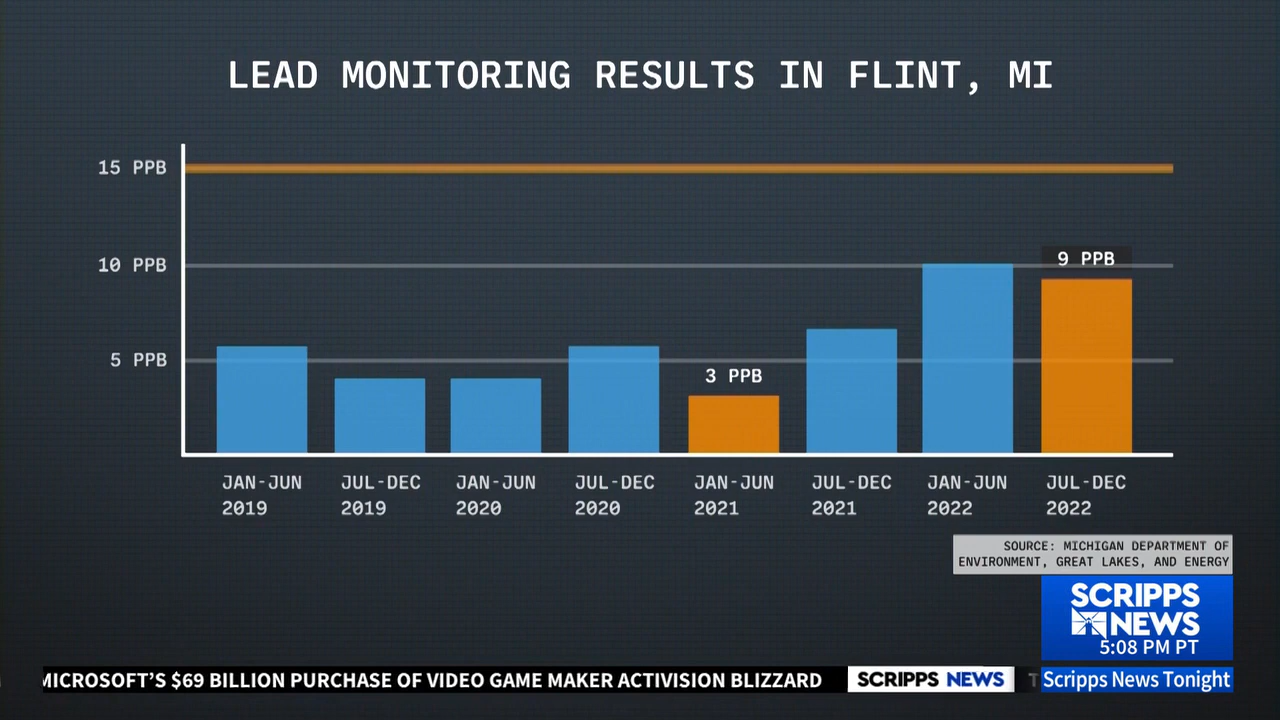 LEAD MONITORING RESULTS IN FLINT, MI
15 PPB
10 PPB
5 PPB
3 PPB
9 PPB
JAN-JUN
2019
JUL-DEC
2019
JAN-JUN
2020
JUL-DEC
2020
JAN-JUN
2021
JUL-DEC
2021
JAN-JUN
2022
JUL-DEC
2022
SOURCE: MICHIGAN DEPARTMENT OF
ENVIRONMENT, GREAT LAKES, AND ENERGY
SCRIPPS
NEWS
5:08 PM PT
MICROSOFT'S $69 BILLION PURCHASE OF VIDEO GAME MAKER ACTIVISION BLIZZARD
SCRIPPS NEWS
Scripps News Tonight